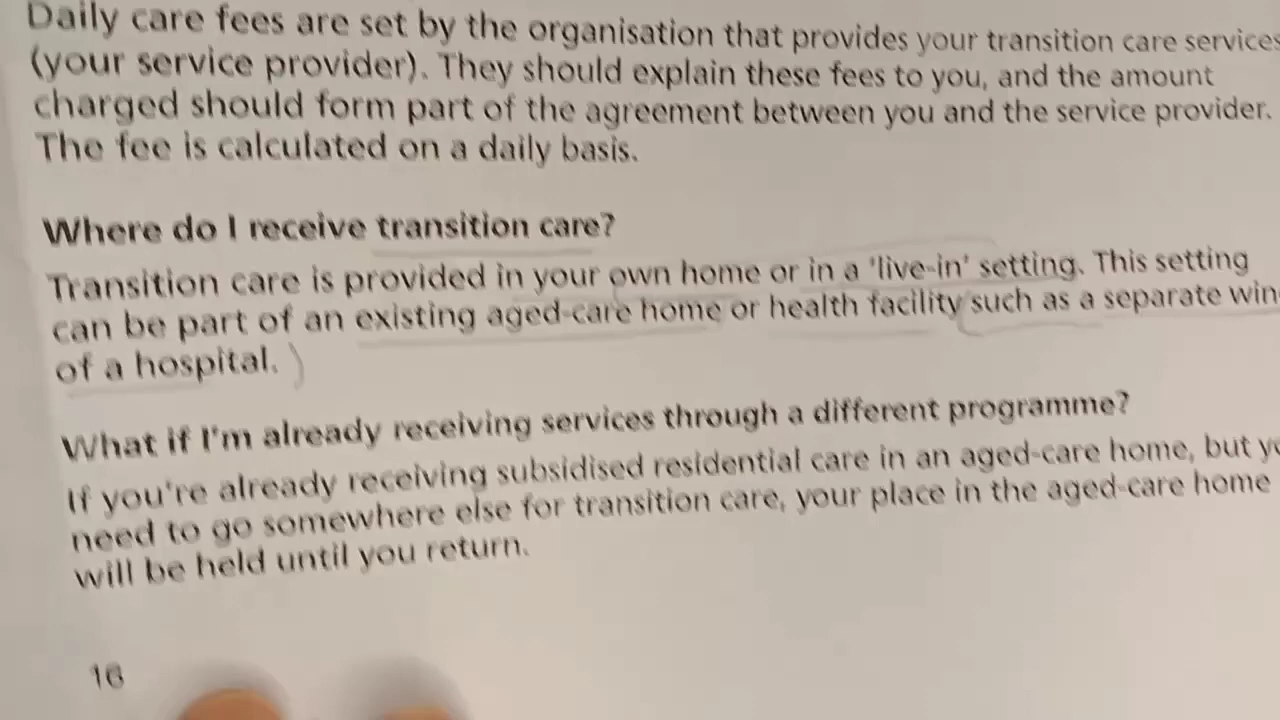 Daily care fees are set by the organisation that provides your transition care services
(your service provider). They should explain these fees to you, and the amount
charged should form part of the agreement between you and the service provider.
The fee is calculated on a daily basis.
Where do I receive transition care?
Transition care is provided in your own home or in a 'live-in' setting. This setting
can be part of an existing aged-care home or health facility such as a separate win
of a hospital.
What if I'm already receiving services through a different programme?
If you're already receiving subsidised residential care in an aged-care home, but yo
need to go somewhere else for transition care, your place in the aged-care home
will be held until you return.
16